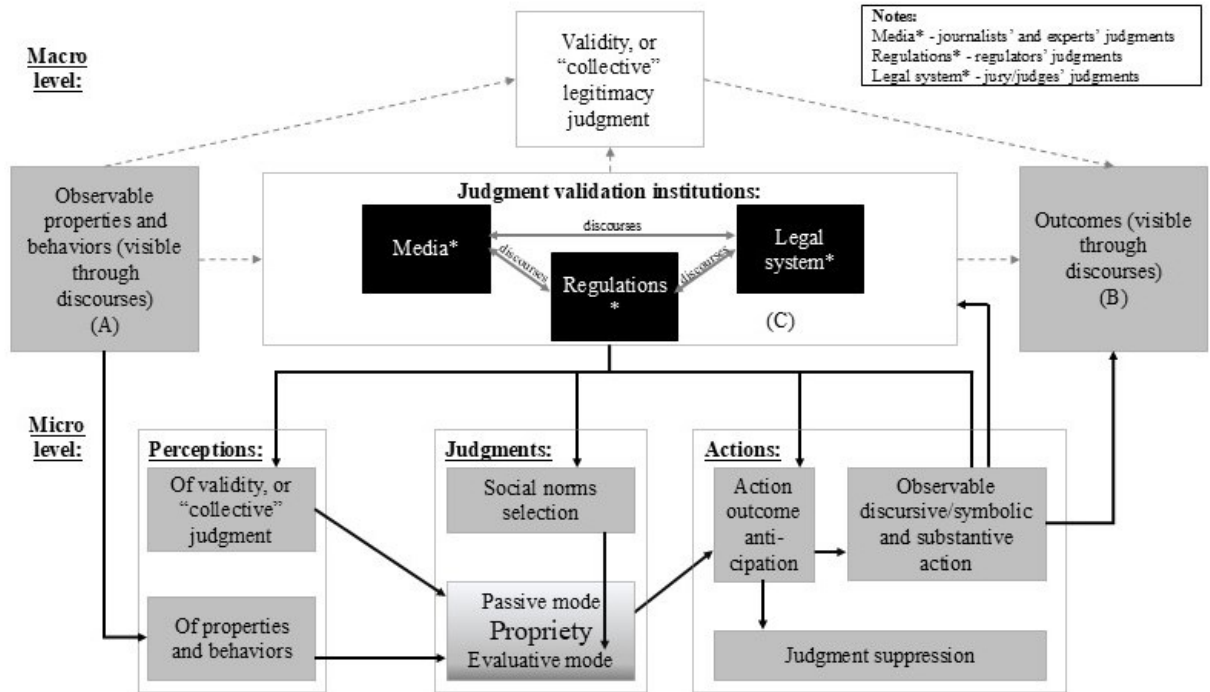 Macro
level:
Validity, or
“collective”
legitimacy
judgment
Notes:
Media* - journalists’ and experts’ judgments
Regulations* - regulators’ judgments
Legal system* - jury/judges’ judgments
Observable
properties and
behaviors (visible
through
discourses)
(A)
Judgment validation institutions:
Media*
discourses
Legal
system*
discourses
discourses
Regulations
*
(C)
Outcomes (visible
through
discourses)
(B)
Micro
level:
Perceptions:
Of validity, or
“collective”
judgment
Of properties
and behaviors
Judgments:
Social norms
selection
Passive mode
Propriety
Evaluative mode
Actions:
Action
outcome
anti-
cipation
Observable
discursive/symbolic
and substantive
action
Judgment suppression